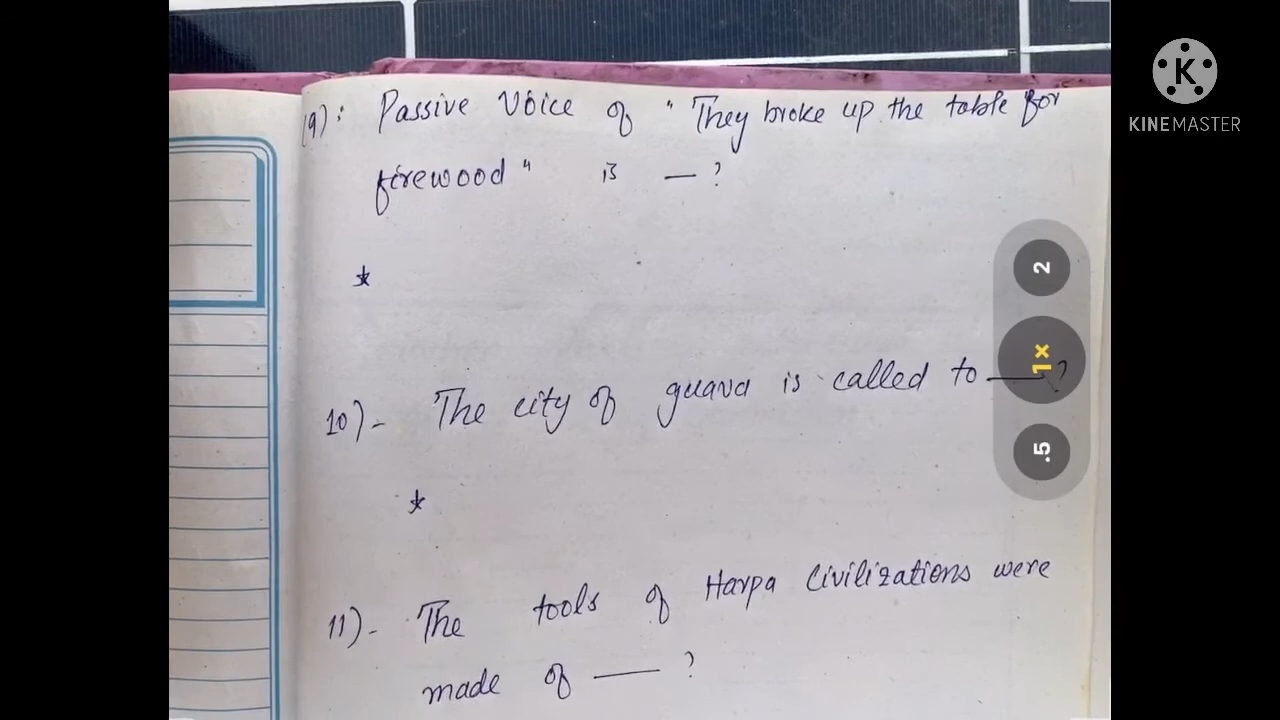 (9): Passive Voice of "They broke up the table for
firewood" is — ?
*
10)- The city of guava is called to — ?
*
11)- The tools of Harpa Civilizations were
made of — ?
2
1×
.5
K
KINEMASTER